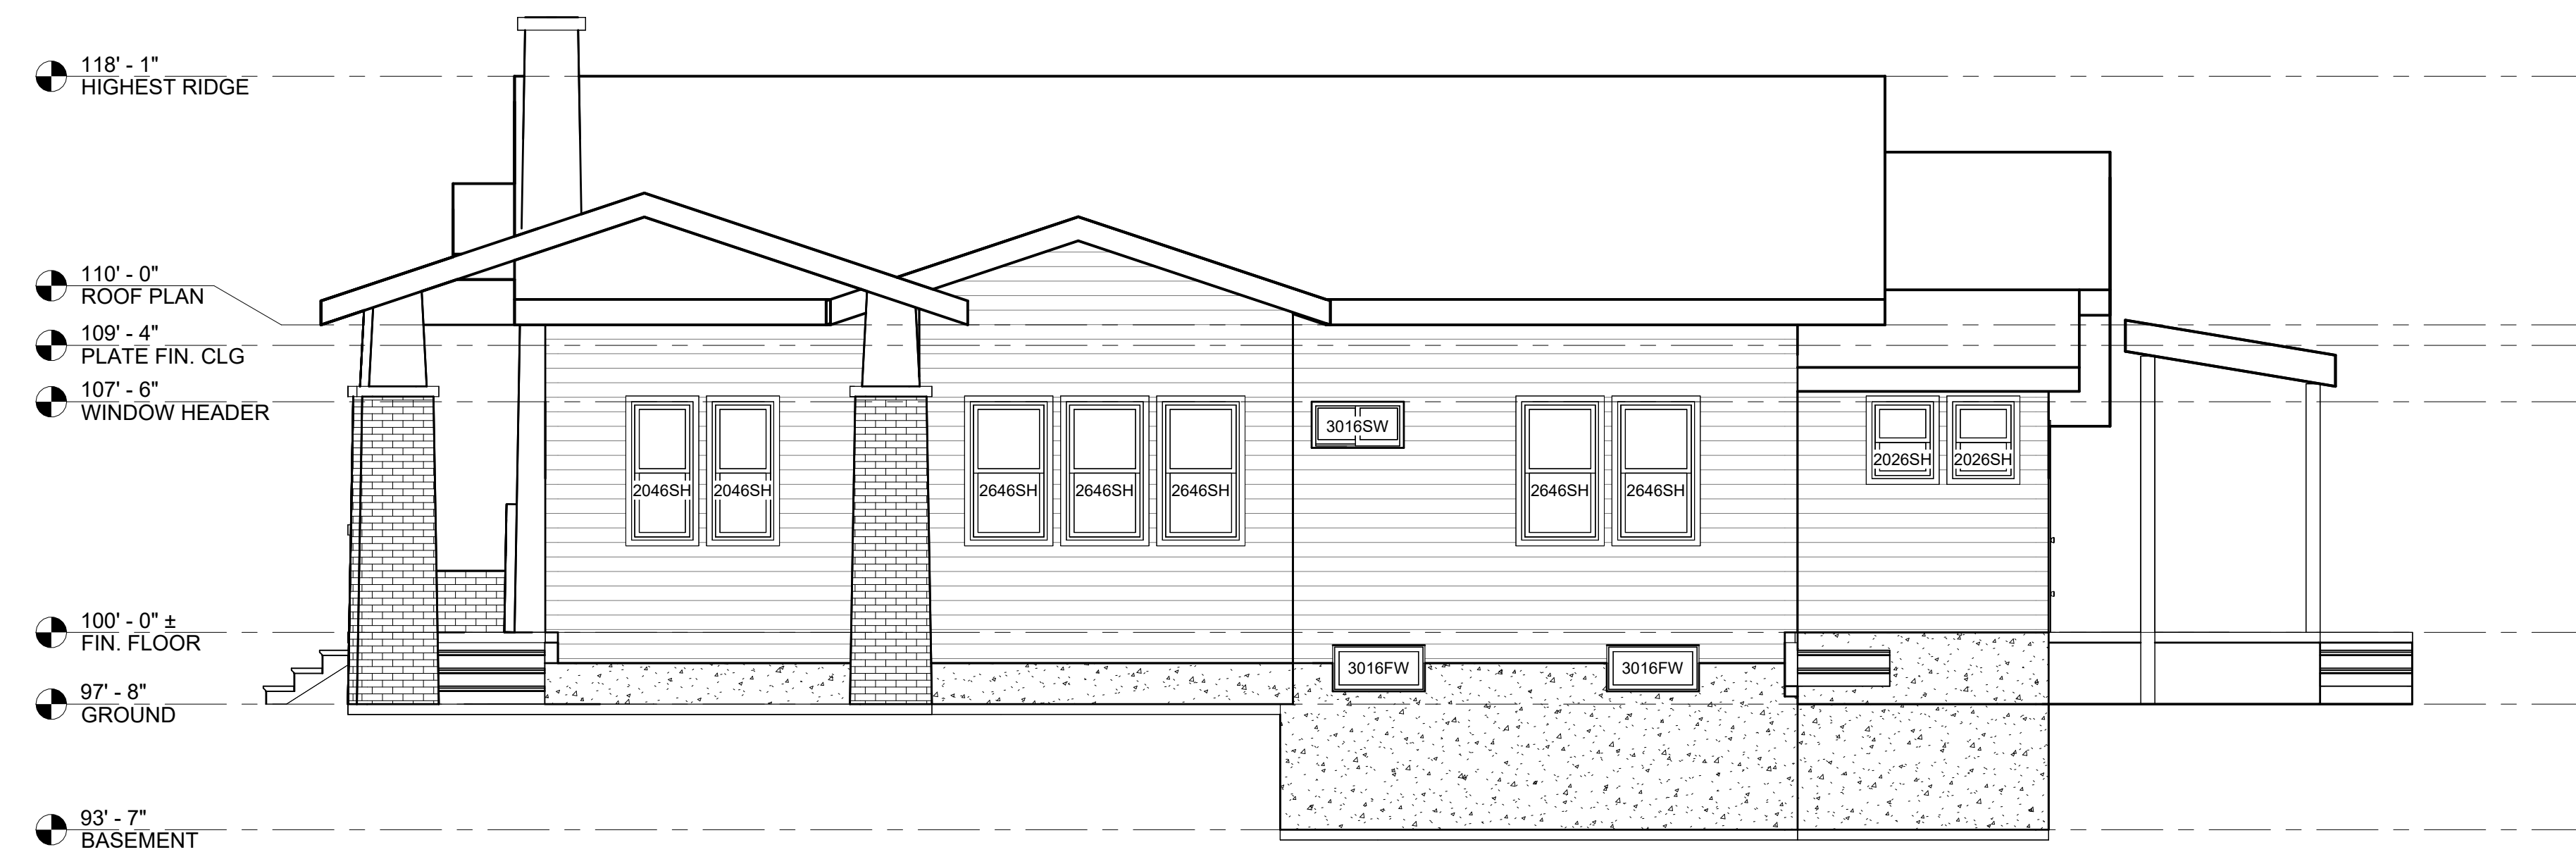 118' - 1"
HIGHEST RIDGE
110' - 0"
ROOF PLAN
109' - 4"
PLATE FIN. CLG
107' - 6"
WINDOW HEADER
3016SW
2026SH 2026SH
2046SH 2046SH 2646SH 2646SH 2646SH 2646SH 2646SH
100' - 0" ±
FIN. FLOOR
3016FW 3016FW
97' - 8"
GROUND
93' - 7"
BASEMENT